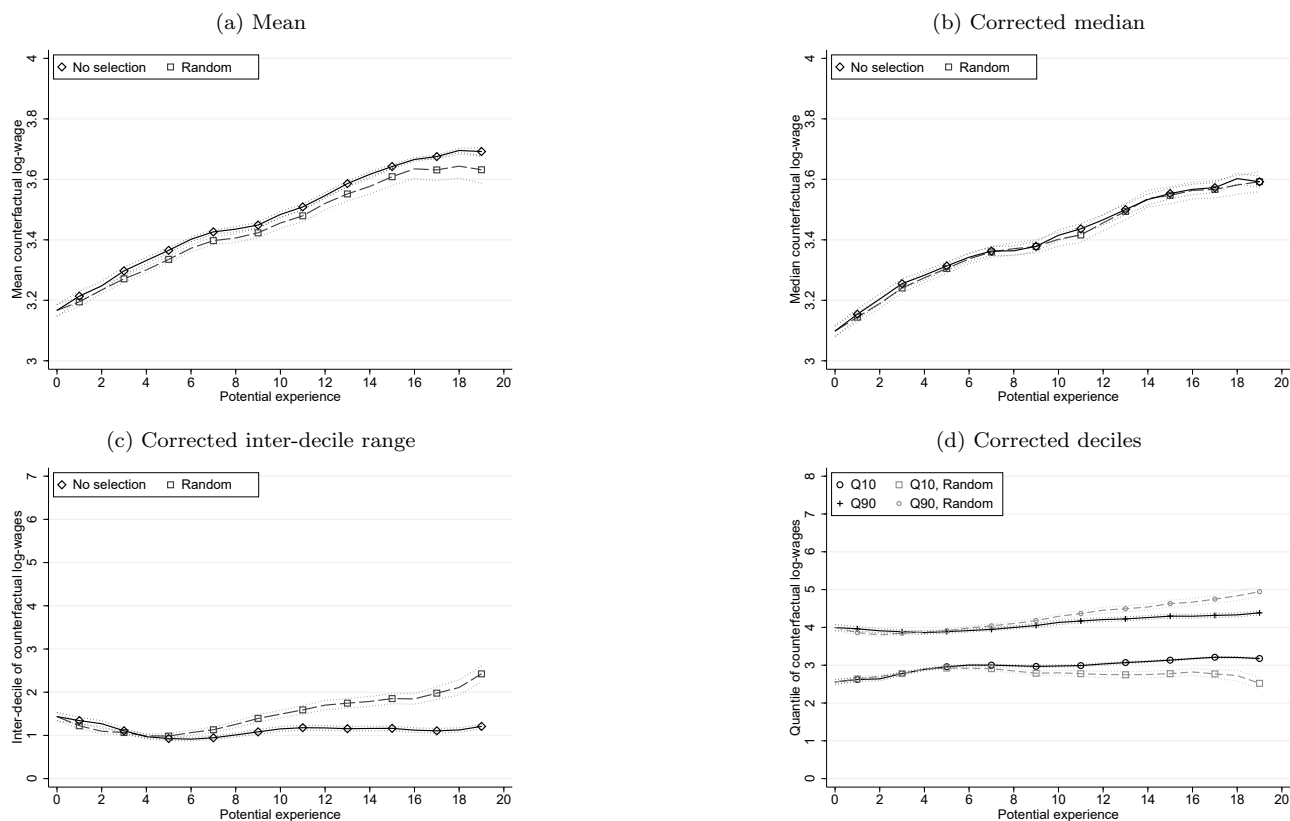 (a) Mean
(b) Corrected median
No selection Random
No selection Random
Mean counterfactual log-wage
3 3.2 3.4 3.6 3.8 4
0 2 4 6 8 10 12 14 16 18 20
Potential experience
Median counterfactual log-wage
3 3.2 3.4 3.6 3.8 4
0 2 4 6 8 10 12 14 16 18 20
Potential experience
(c) Corrected inter-decile range
(d) Corrected deciles
No selection Random
Inter-decile of counterfactual log-wages
0 1 2 3 4 5 6 7
0 2 4 6 8 10 12 14 16 18 20
Potential experience
Q10 Q10, Random
Q90 Q90, Random
Quantile of counterfactual log-wages
0 1 2 3 4 5 6 7 8
0 2 4 6 8 10 12 14 16 18 20
Potential experience